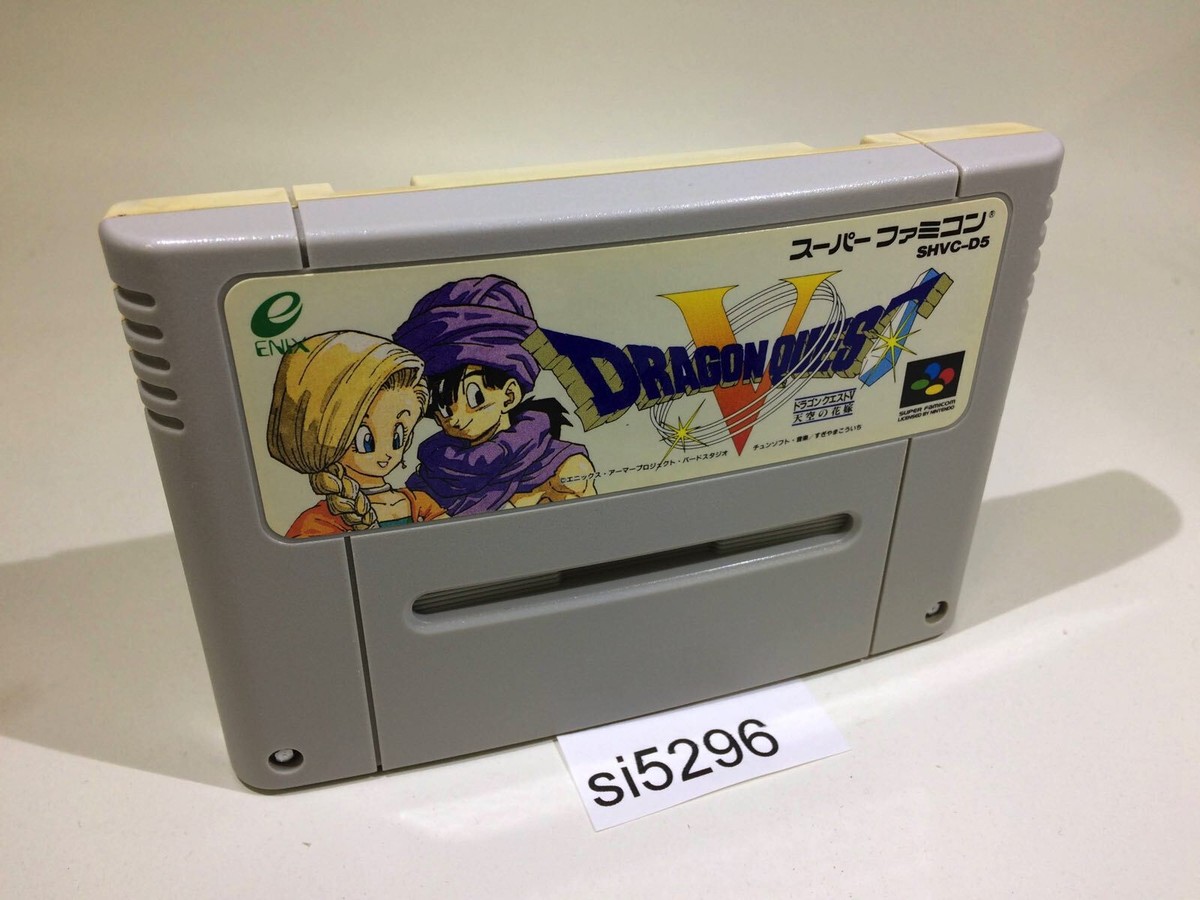 スーパーファミコン®
SHVC-D5
e
ENIX
DRAGON QUEST
V
ドラゴンクエストV
天空の花嫁
SUPER FAMICOM
LICENSED BY NINTENDO
©エニックス・アーマープロジェクト・バードスタジオ
チュンソフト・音楽/すぎやまこういち
si5296